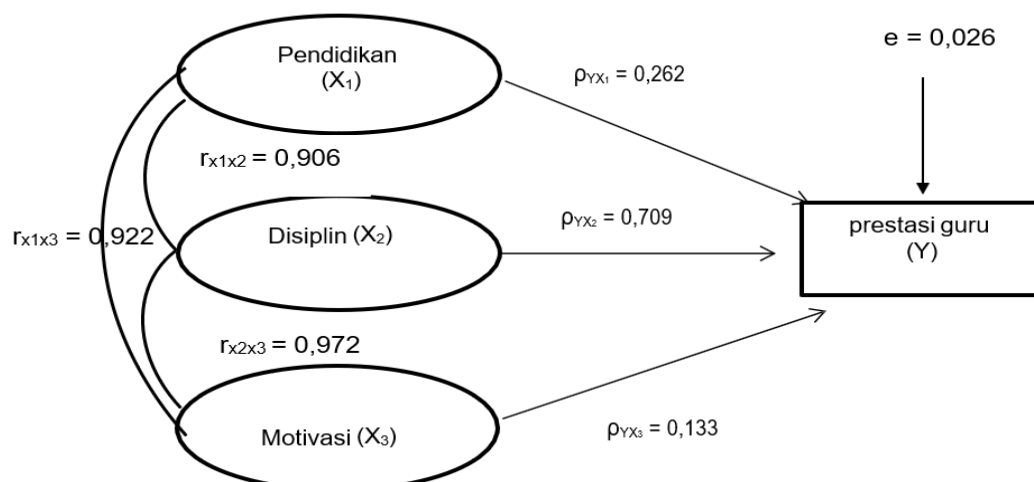 Pendidikan
(X₁)
e = 0,026
ρYX₁ = 0,262
rx1x2 = 0,906
rx1x3 = 0,922
Disiplin (X₂)
ρYX₂ = 0,709
prestasi guru
(Y)
rx2x3 = 0,972
Motivasi (X₃)
ρYX₃ = 0,133